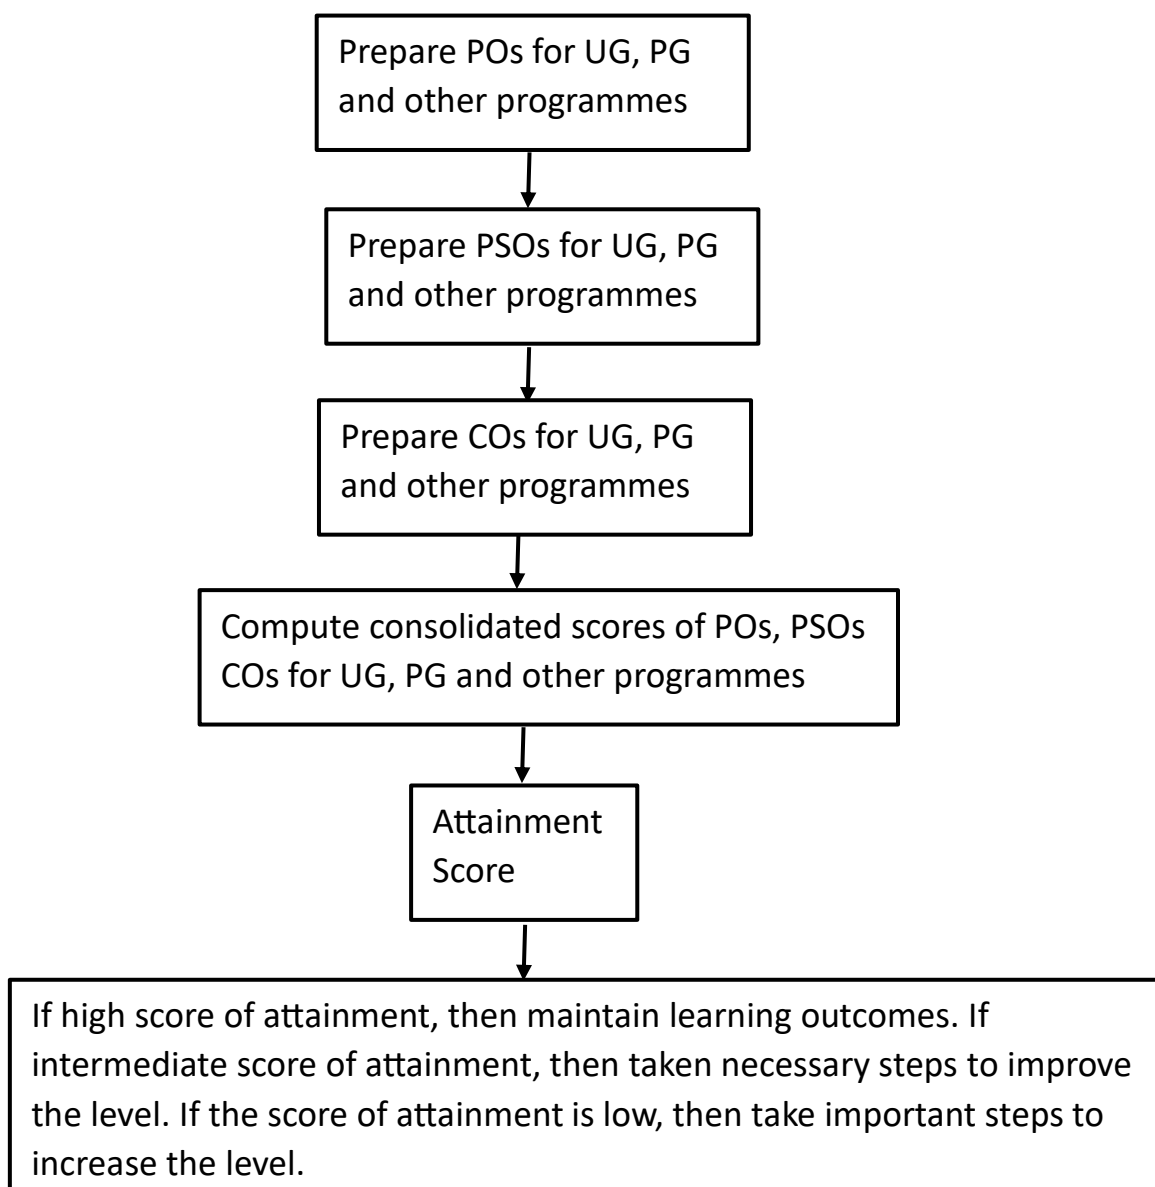 Prepare POs for UG, PG
and other programmes
Prepare PSOs for UG, PG
and other programmes
Prepare COs for UG, PG
and other programmes
Compute consolidated scores of POs, PSOs
COs for UG, PG and other programmes
Attainment
Score
If high score of attainment, then maintain learning outcomes. If
intermediate score of attainment, then taken necessary steps to improve
the level. If the score of attainment is low, then take important steps to
increase the level.